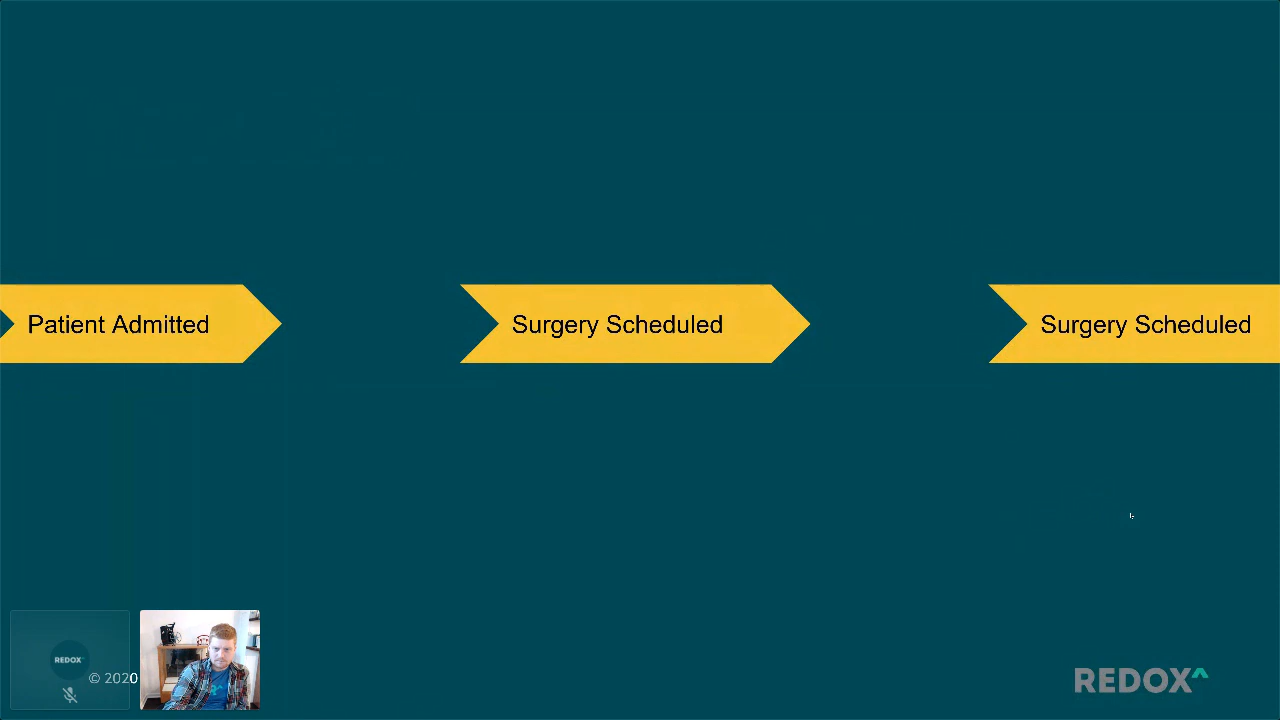 Patient Admitted
Surgery Scheduled
Surgery Scheduled
REDOX
© 2020
REDOX^